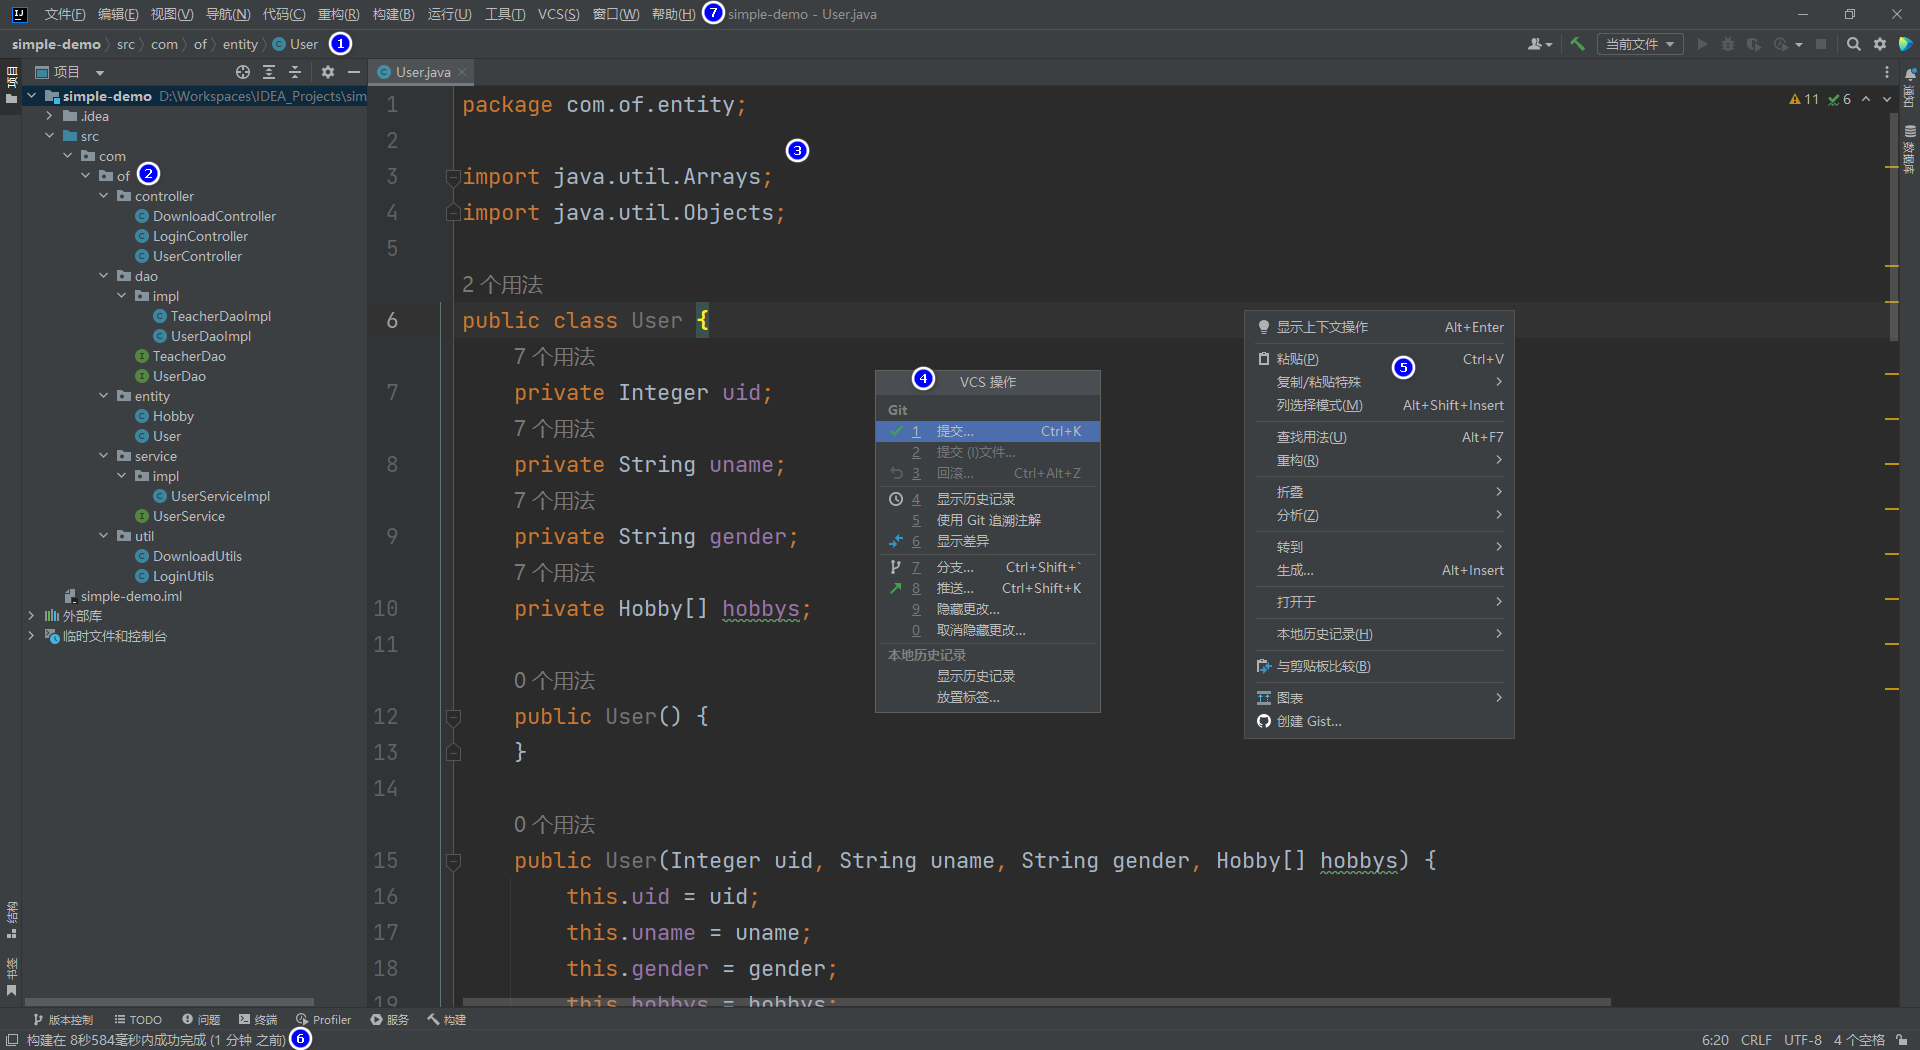 文件(F) 编辑(E) 视图(V) 导航(N) 代码(C) 重构(R) 构建(B) 运行(U) 工具(T) VCS(S) 窗口(W) 帮助(H) 7 simple-demo - User.java
simple-demo src com of entity User 1
当前文件
项目
项目
User.java
simple-demo D:\Workspaces\IDEA_Projects\sim
.idea
src
com
of 2
controller
DownloadController
LoginController
UserController
dao
impl
TeacherDaoImpl
UserDaoImpl
TeacherDao
UserDao
entity
Hobby
User
service
impl
UserServiceImpl
UserService
util
DownloadUtils
LoginUtils
simple-demo.iml
外部库
临时文件和控制台
结构
书签
11 6
通知
数据库
1 package com.of.entity;
2
3
3 import java.util.Arrays;
4 import java.util.Objects;
5
2 个用法
6 public class User {
7 个用法
7 private Integer uid;
7 个用法
8 private String uname;
7 个用法
9 private String gender;
7 个用法
10 private Hobby[] hobbys;
11
0 个用法
12 public User() {
13 }
14
0 个用法
15 public User(Integer uid, String uname, String gender, Hobby[] hobbys) {
16 this.uid = uid;
17 this.uname = uname;
18 this.gender = gender;
19 this.hobbys = hobbys;
4 VCS 操作
Git
1 提交... Ctrl+K
2 提交 (I)文件...
3 回滚... Ctrl+Alt+Z
4 显示历史记录
5 使用 Git 追溯注解
6 显示差异
7 分支... Ctrl+Shift+`
8 推送... Ctrl+Shift+K
9 隐藏更改...
0 取消隐藏更改...
本地历史记录
显示历史记录
放置标签...
显示上下文操作 Alt+Enter
粘贴(P) 5 Ctrl+V
复制/粘贴特殊
列选择模式(M) Alt+Shift+Insert
查找用法(U) Alt+F7
重构(R)
折叠
分析(Z)
转到
生成... Alt+Insert
打开于
本地历史记录(H)
与剪贴板比较(B)
图表
创建 Gist...
版本控制 TODO 问题 终端 Profiler 服务 构建
构建在 8秒584毫秒内成功完成 (1 分钟 之前) 6
6:20 CRLF UTF-8 4 个空格